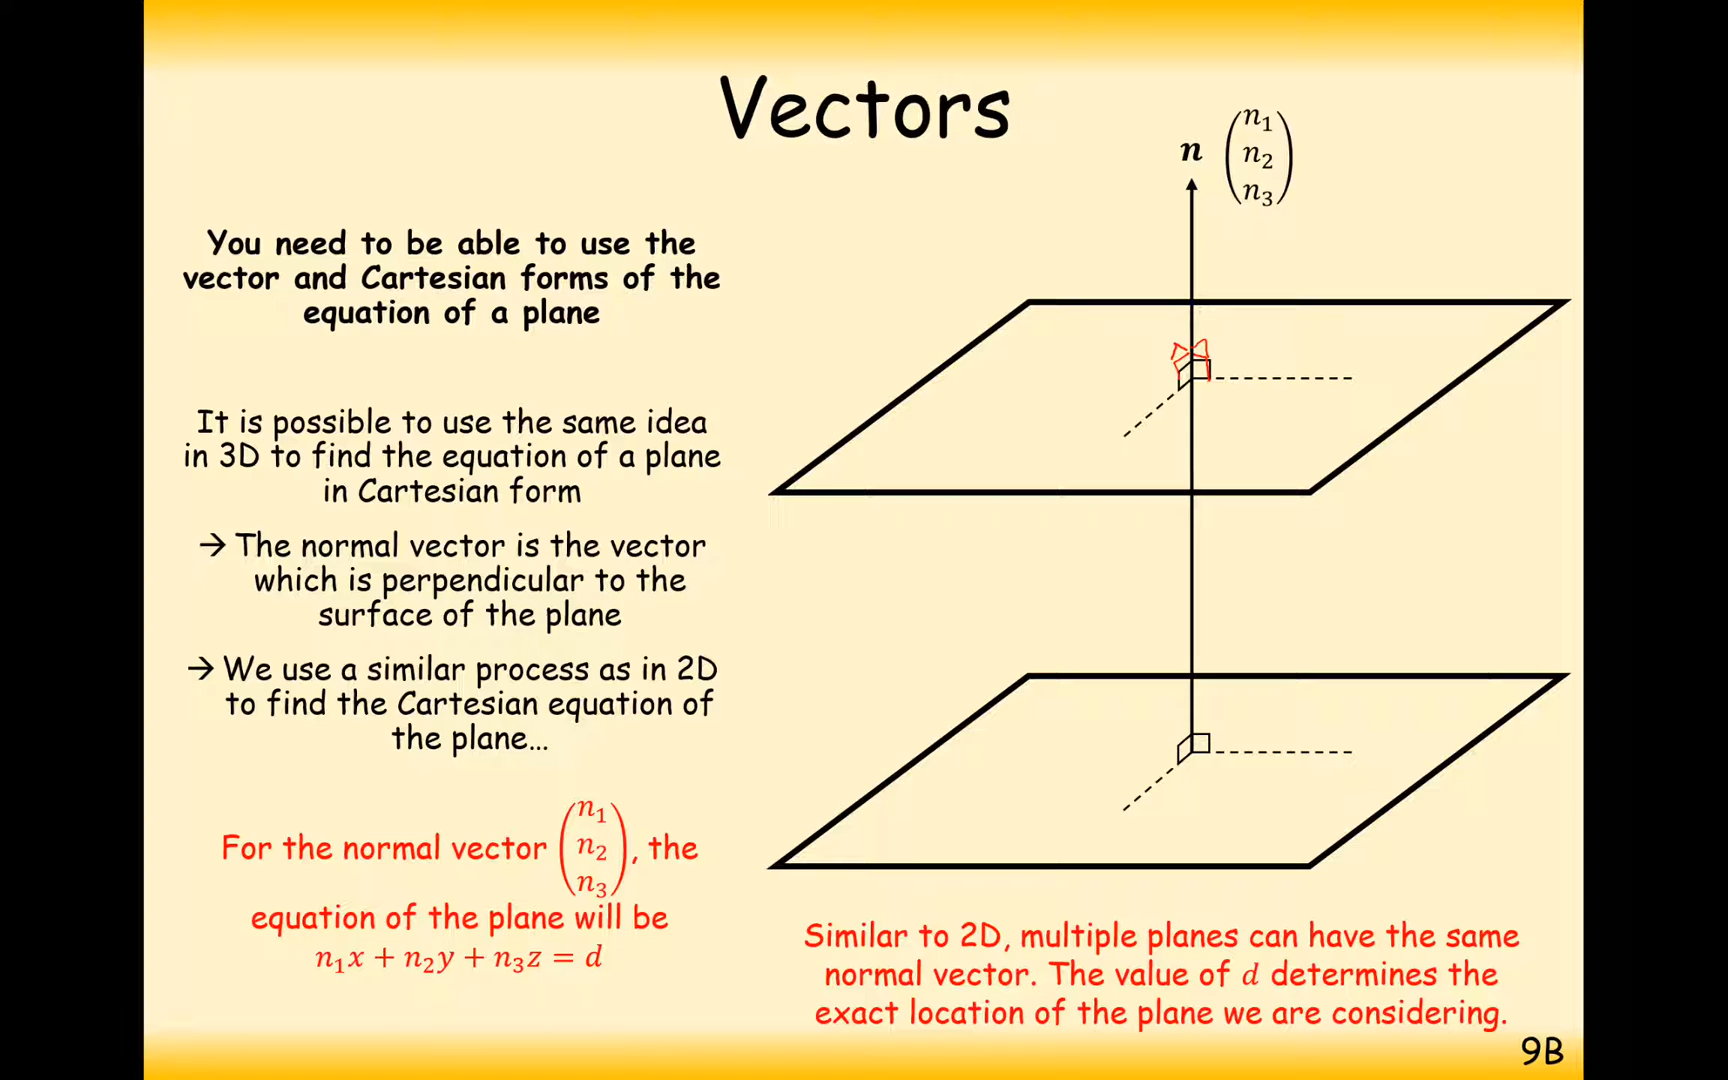 Vectors
n (n₁ n₂ n₃)
You need to be able to use the
vector and Cartesian forms of the
equation of a plane
It is possible to use the same idea
in 3D to find the equation of a plane
in Cartesian form
→ The normal vector is the vector
which is perpendicular to the
surface of the plane
→ We use a similar process as in 2D
to find the Cartesian equation of
the plane…
For the normal vector (n₁ n₂ n₃), the
equation of the plane will be
n₁x + n₂y + n₃z = d
Similar to 2D, multiple planes can have the same
normal vector. The value of d determines the
exact location of the plane we are considering.
9B